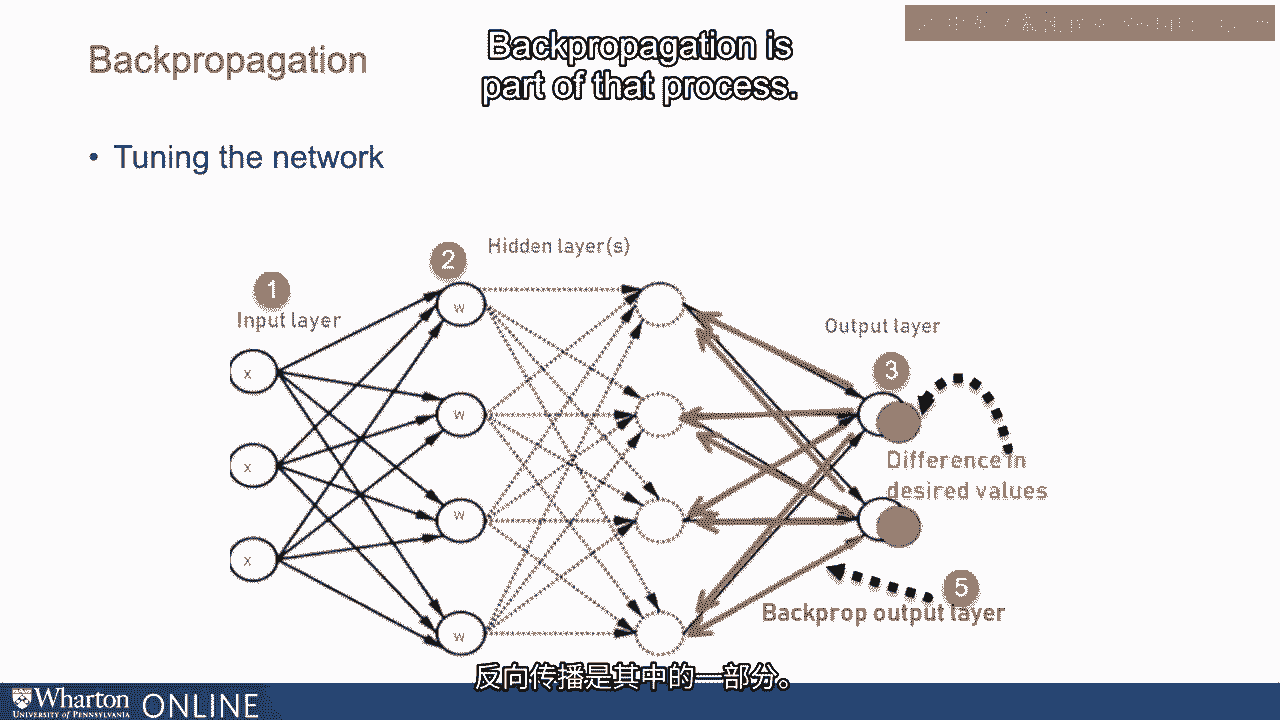 Backpropagation
Backpropagation is
part of that process.
• Tuning the network
2
Hidden layer(s)
1
Input layer
Output layer
3
x
x
x
w
w
w
w
Difference in
desired values
5
Backprop output layer
反向传播是其中的一部分。
Wharton
UNIVERSITY of PENNSYLVANIA
ONLINE